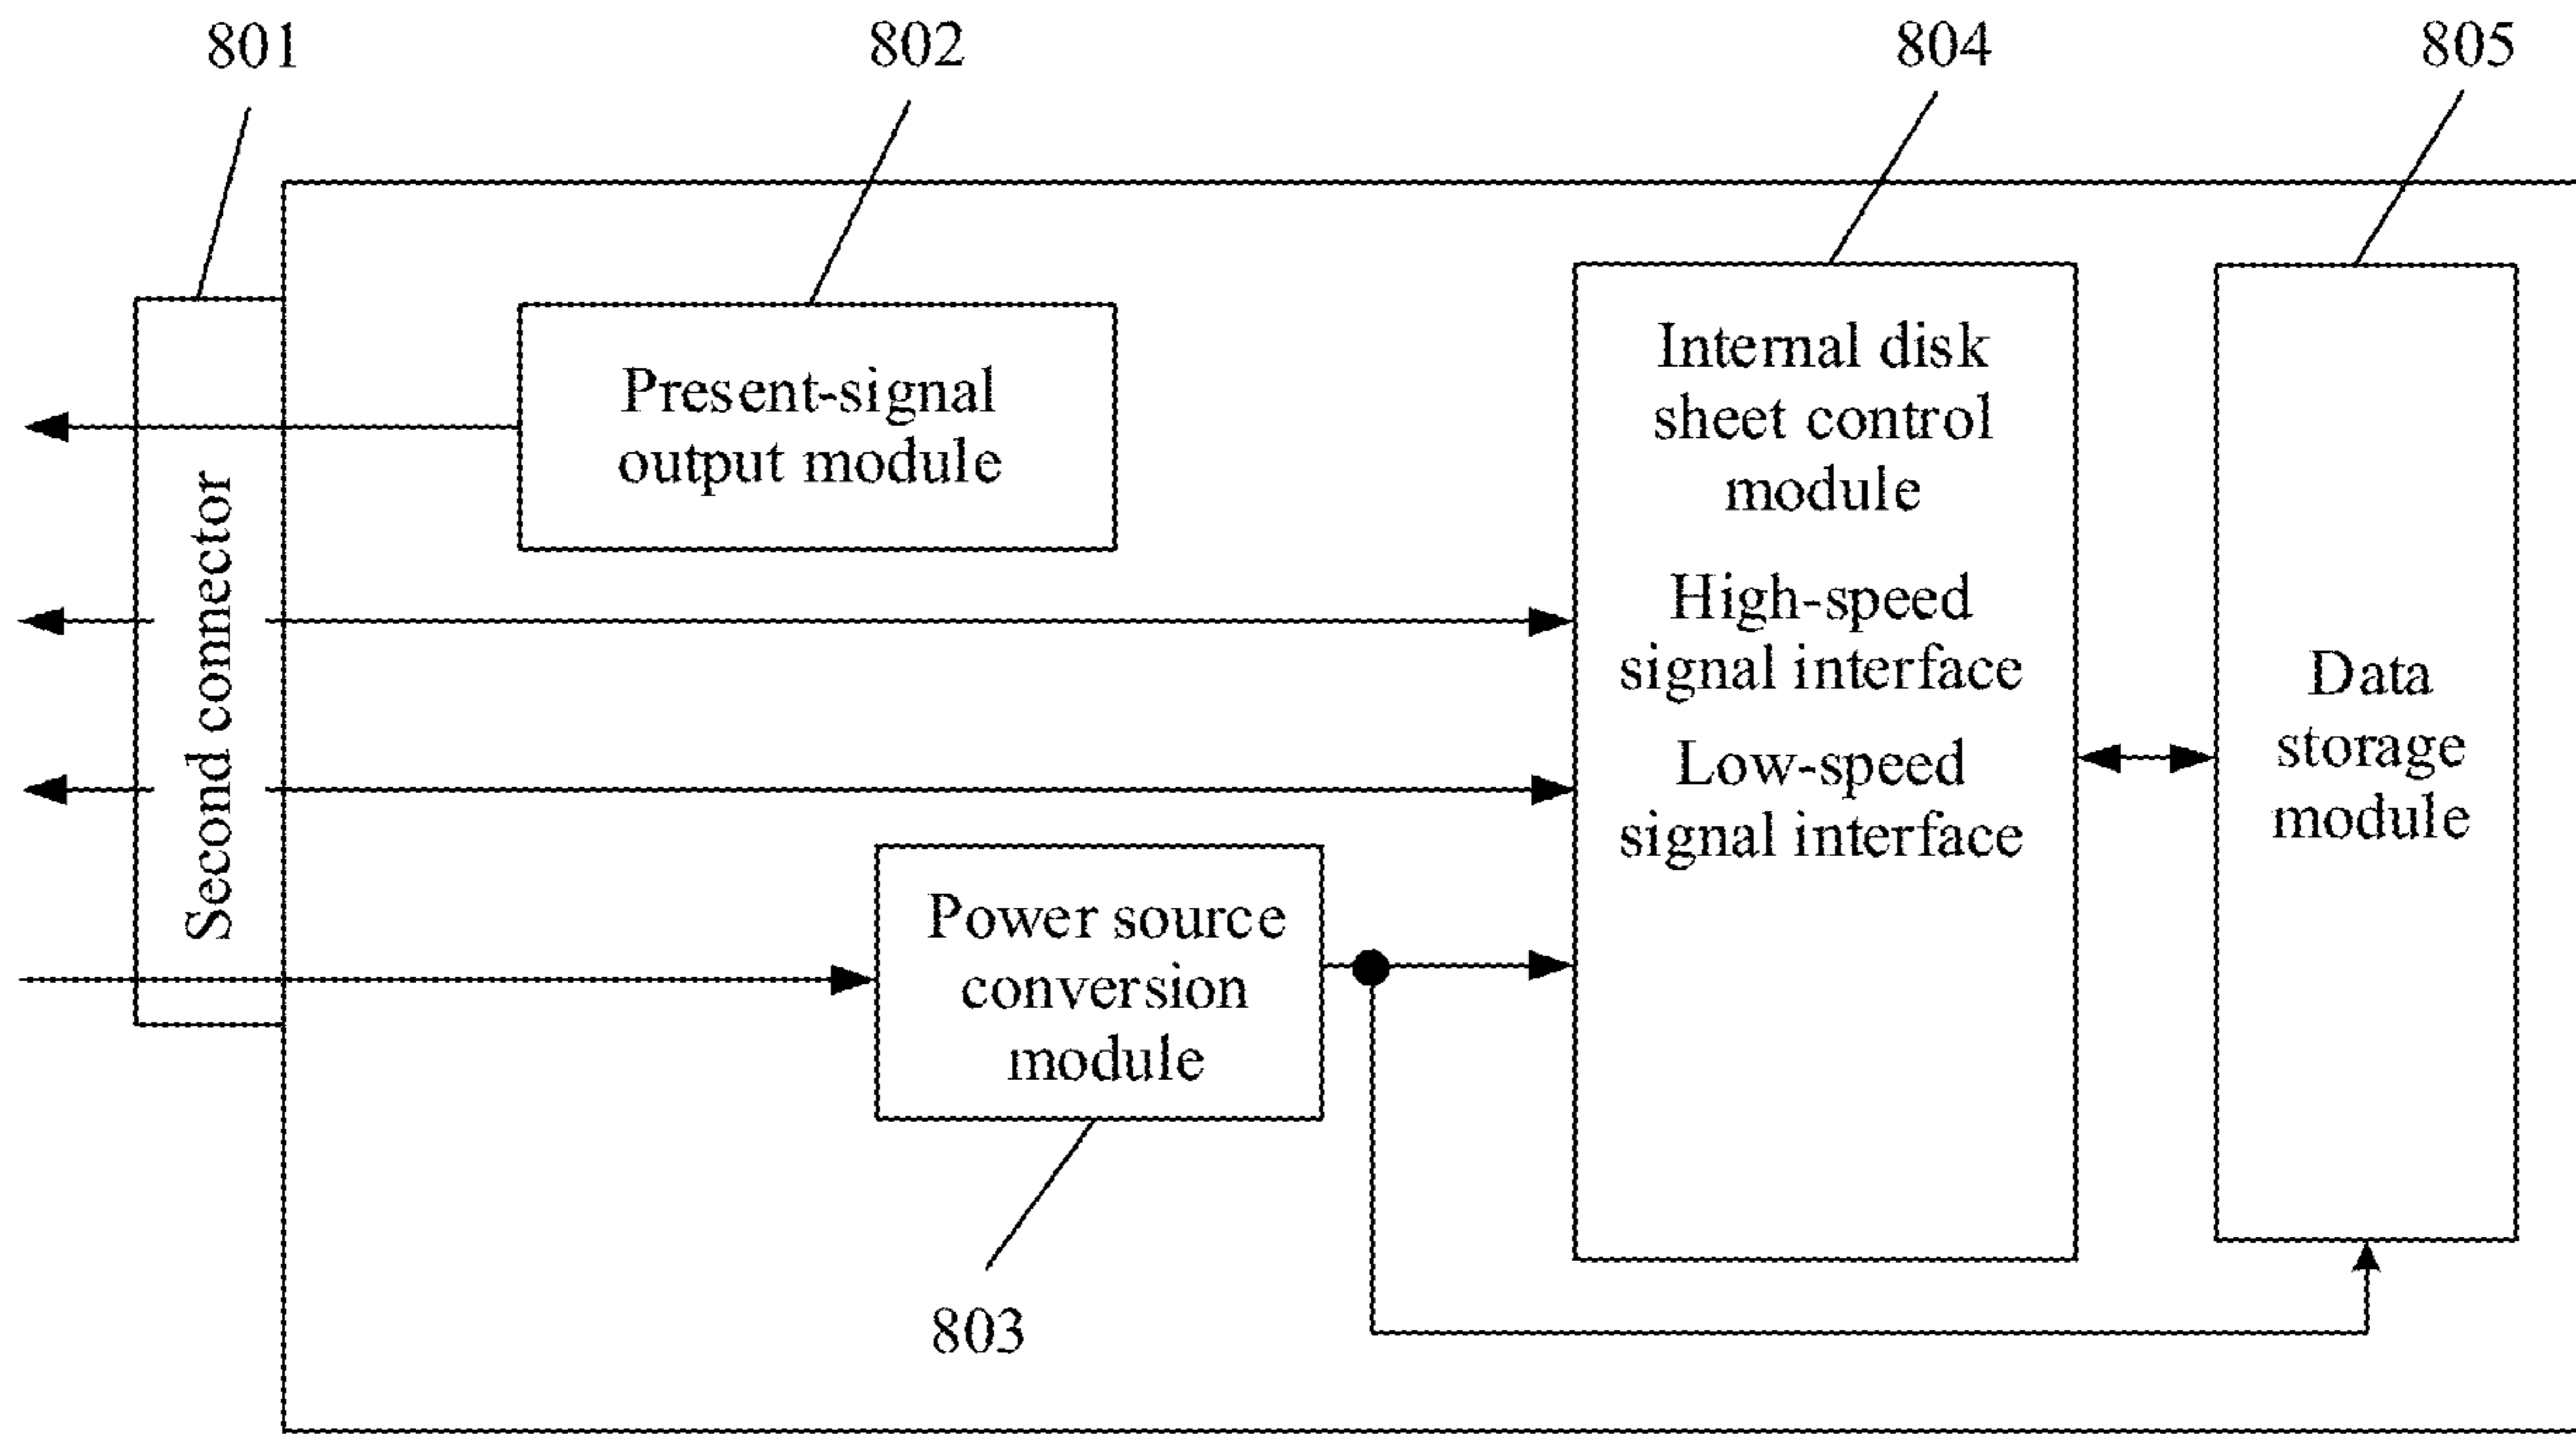 801
802
804
805
Second connector
Present-signal
output module
Internal disk
sheet control
module
High-speed
signal interface
Low-speed
signal interface
Data
storage
module
Power source
conversion
module
803